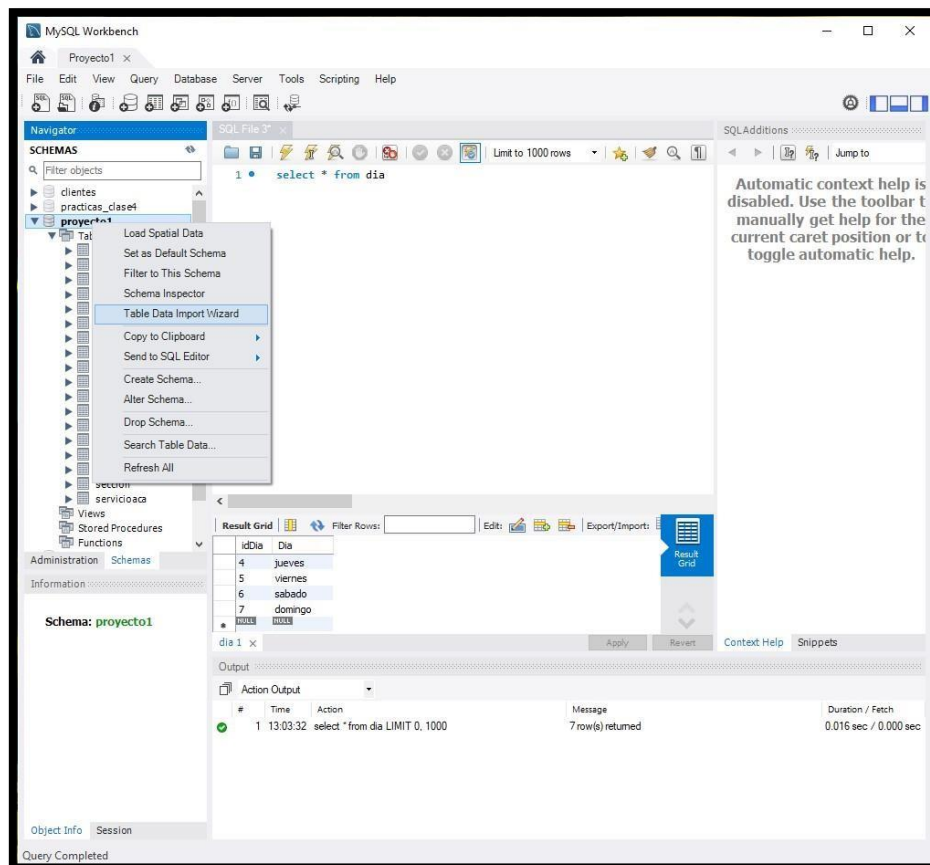 MySQL Workbench
Proyecto1
File Edit View Query Database Server Tools Scripting Help
Navigator
SCHEMAS
Filter objects
clientes
practicas_clase4
proyecto1
Load Spatial Data
Set as Default Schema
Filter to This Schema
Schema Inspector
Table Data Import Wizard
Copy to Clipboard
Send to SQL Editor
Create Schema...
Alter Schema...
Drop Schema...
Search Table Data...
Refresh All
seccion
servicioaca
Views
Stored Procedures
Functions
Administration Schemas
Information
Schema: proyecto1
Object Info Session
SQL File 3*
Limit to 1000 rows
1 select * from dia
Result Grid Filter Rows: Edit: Export/Import:
idDia Dia
4 jueves
5 viernes
6 sabado
7 domingo
NULL NULL
Result
Grid
dia 1 Apply Revert
SQLAdditions
Jump to
Automatic context help is
disabled. Use the toolbar t
manually get help for the
current caret position or to
toggle automatic help.
Context Help Snippets
Output
Action Output
# Time Action Message Duration / Fetch
1 13:03:32 select * from dia LIMIT 0, 1000 7 row(s) returned 0.016 sec / 0.000 sec
Query Completed